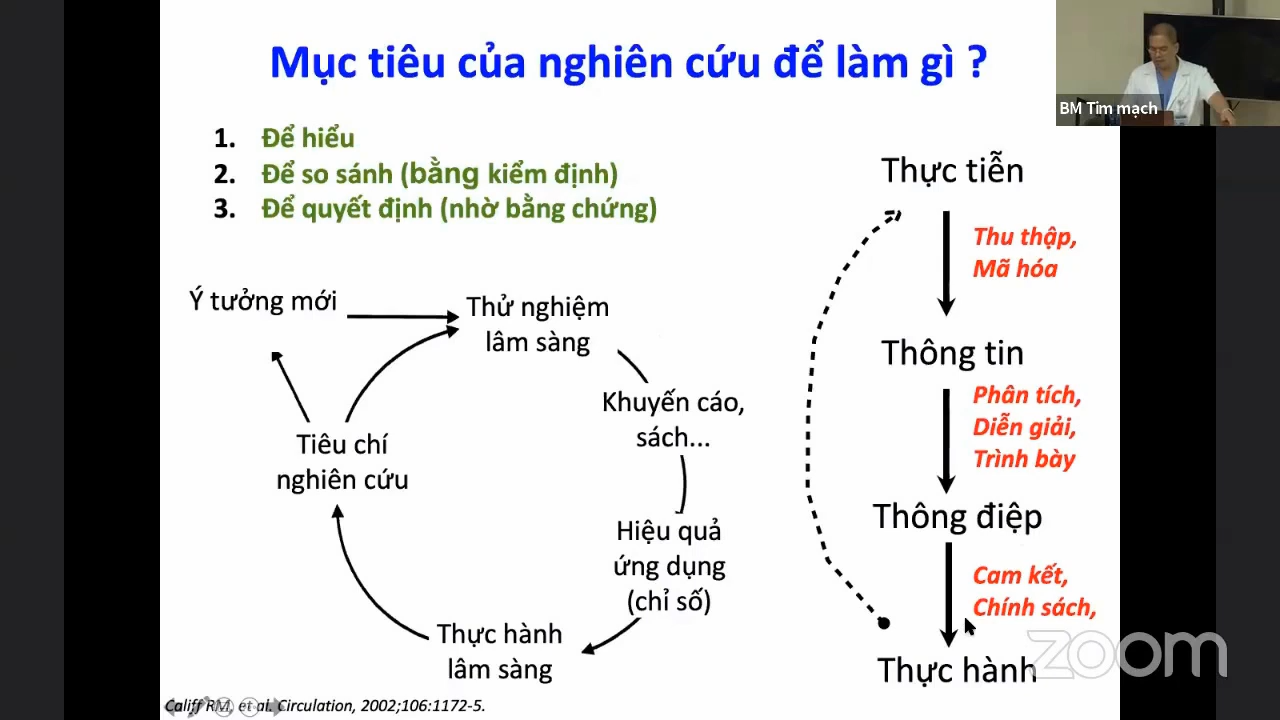 Mục tiêu của nghiên cứu để làm gì ?
BM Tim mạch
1. Để hiểu
2. Để so sánh (bằng kiểm định)
3. Để quyết định (nhờ bằng chứng)
Ý tưởng mới
Thử nghiệm
lâm sàng
Khuyến cáo,
sách...
Hiệu quả
ứng dụng
(chỉ số)
Thực hành
lâm sàng
Tiêu chí
nghiên cứu
Thực tiễn
Thu thập,
Mã hóa
Thông tin
Phân tích,
Diễn giải,
Trình bày
Thông điệp
Cam kết,
Chính sách,
Thực hành
zoom
Califf RM, et al. Circulation, 2002;106:1172-5.